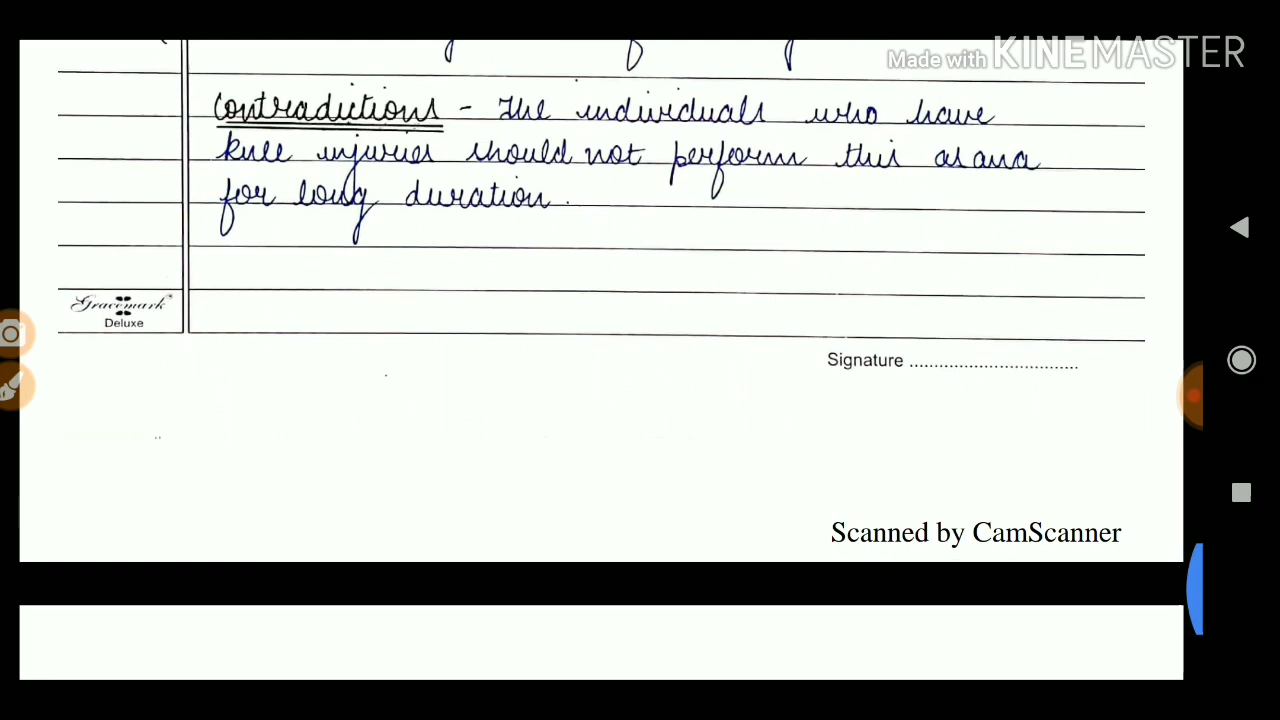 Made with KINEMASTER
Contradictions - The individuals who have
knee injuries should not perform this asana
for long duration.
Gracemark
Deluxe
Signature ..................................
Scanned by CamScanner